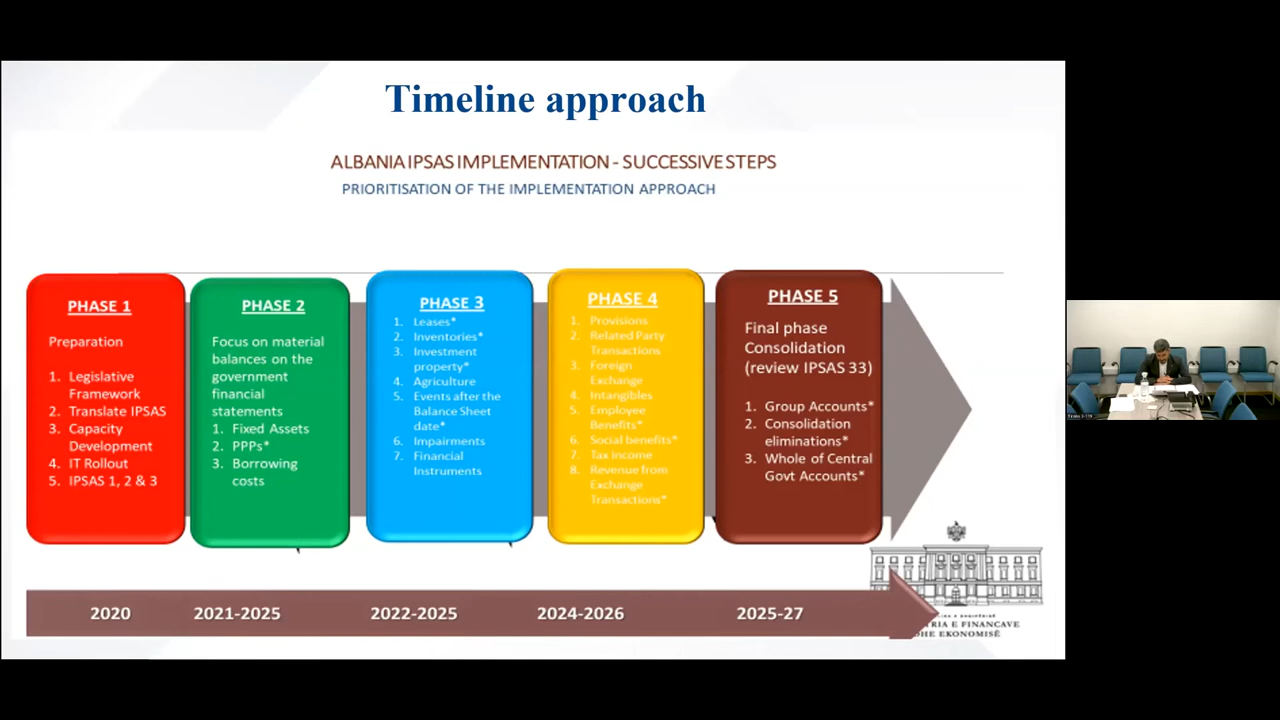 Timeline approach
ALBANIA IPSAS IMPLEMENTATION - SUCCESSIVE STEPS
PRIORITISATION OF THE IMPLEMENTATION APPROACH
PHASE 1
Preparation
1. Legislative
Framework
2. Translate IPSAS
3. Capacity
Development
4. IT Rollout
5. IPSAS 1, 2 & 3
PHASE 2
Focus on material
balances on the
government
financial
statements
1. Fixed Assets
2. PPPs*
3. Borrowing
costs
PHASE 3
1. Leases*
2. Inventories*
3. Investment
property*
4. Agriculture
5. Events after the
Balance Sheet
date*
6. Impairments
7. Financial
Instruments
PHASE 4
1. Provisions
2. Related Party
Transactions
3. Foreign
Exchange
4. Intangibles
5. Employee
Benefits*
6. Social benefits*
7. Tax income
8. Revenue from
Exchange
Transactions*
PHASE 5
Final phase
Consolidation
(review IPSAS 33)
1. Group Accounts*
2. Consolidation
eliminations*
3. Whole of Central
Govt Accounts*
2020
2021-2025
2022-2025
2024-2026
2025-27
TRIA E FINANCAVE
DHE EKONOMISË